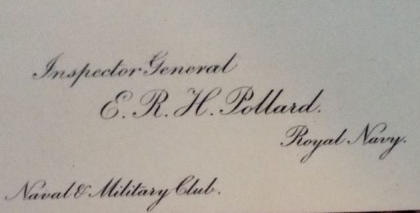 Inspector General
E. R. H. Pollard.
Royal Navy.
Naval & Military Club.